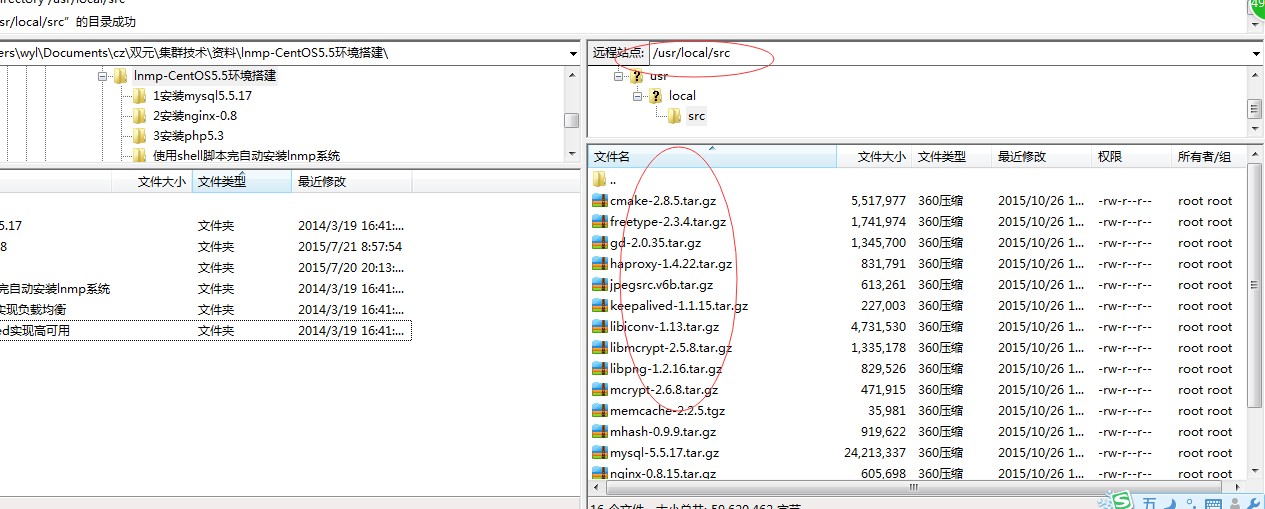 sr/local/src”的目录成功
ers\wyl\Documents\cz\双元\集群技术\资料\lnmp-CentOS5.5环境搭建\
lnmp-CentOS5.5环境搭建
1安装mysql5.5.17
2安装nginx-0.8
3安装php5.3
使用shell脚本完自动安装lnmp系统
文件大小 文件类型 最近修改
5.17 文件夹 2014/3/19 16:41:...
8 文件夹 2015/7/21 8:57:54
文件夹 2015/7/20 20:13:...
完自动安装lnmp系统 文件夹 2014/3/19 16:41:...
实现负载均衡 文件夹 2014/3/19 16:41:...
ed实现高可用 文件夹 2014/3/19 16:41:...
远程站点: /usr/local/src
usr
local
src
文件名 文件大小 文件类型 最近修改 权限 所有者/组
..
cmake-2.8.5.tar.gz 5,517,977 360压缩 2015/10/26 1... -rw-r--r-- root root
freetype-2.3.4.tar.gz 1,741,974 360压缩 2015/10/26 1... -rw-r--r-- root root
gd-2.0.35.tar.gz 1,345,700 360压缩 2015/10/26 1... -rw-r--r-- root root
haproxy-1.4.22.tar.gz 831,791 360压缩 2015/10/26 1... -rw-r--r-- root root
jpegsrc.v6b.tar.gz 613,261 360压缩 2015/10/26 1... -rw-r--r-- root root
keepalived-1.1.15.tar.gz 227,003 360压缩 2015/10/26 1... -rw-r--r-- root root
libiconv-1.13.tar.gz 4,731,530 360压缩 2015/10/26 1... -rw-r--r-- root root
libmcrypt-2.5.8.tar.gz 1,335,178 360压缩 2015/10/26 1... -rw-r--r-- root root
libpng-1.2.16.tar.gz 829,526 360压缩 2015/10/26 1... -rw-r--r-- root root
mcrypt-2.6.8.tar.gz 471,915 360压缩 2015/10/26 1... -rw-r--r-- root root
memcache-2.2.5.tgz 35,981 360压缩 2015/10/26 1... -rw-r--r-- root root
mhash-0.9.9.tar.gz 919,622 360压缩 2015/10/26 1... -rw-r--r-- root root
mysql-5.5.17.tar.gz 24,213,337 360压缩 2015/10/26 1... -rw-r--r-- root root
nginx-0.8.15.tar.gz 605,698 360压缩 2015/10/26 1... -rw-r--r-- root root
五